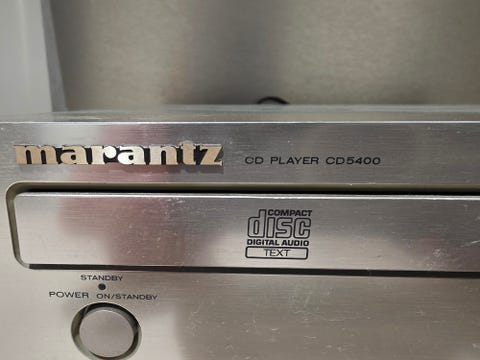 marantz CD PLAYER CD5400
COMPACT
disc
DIGITAL AUDIO
TEXT
STANDBY
POWER ON/STANDBY